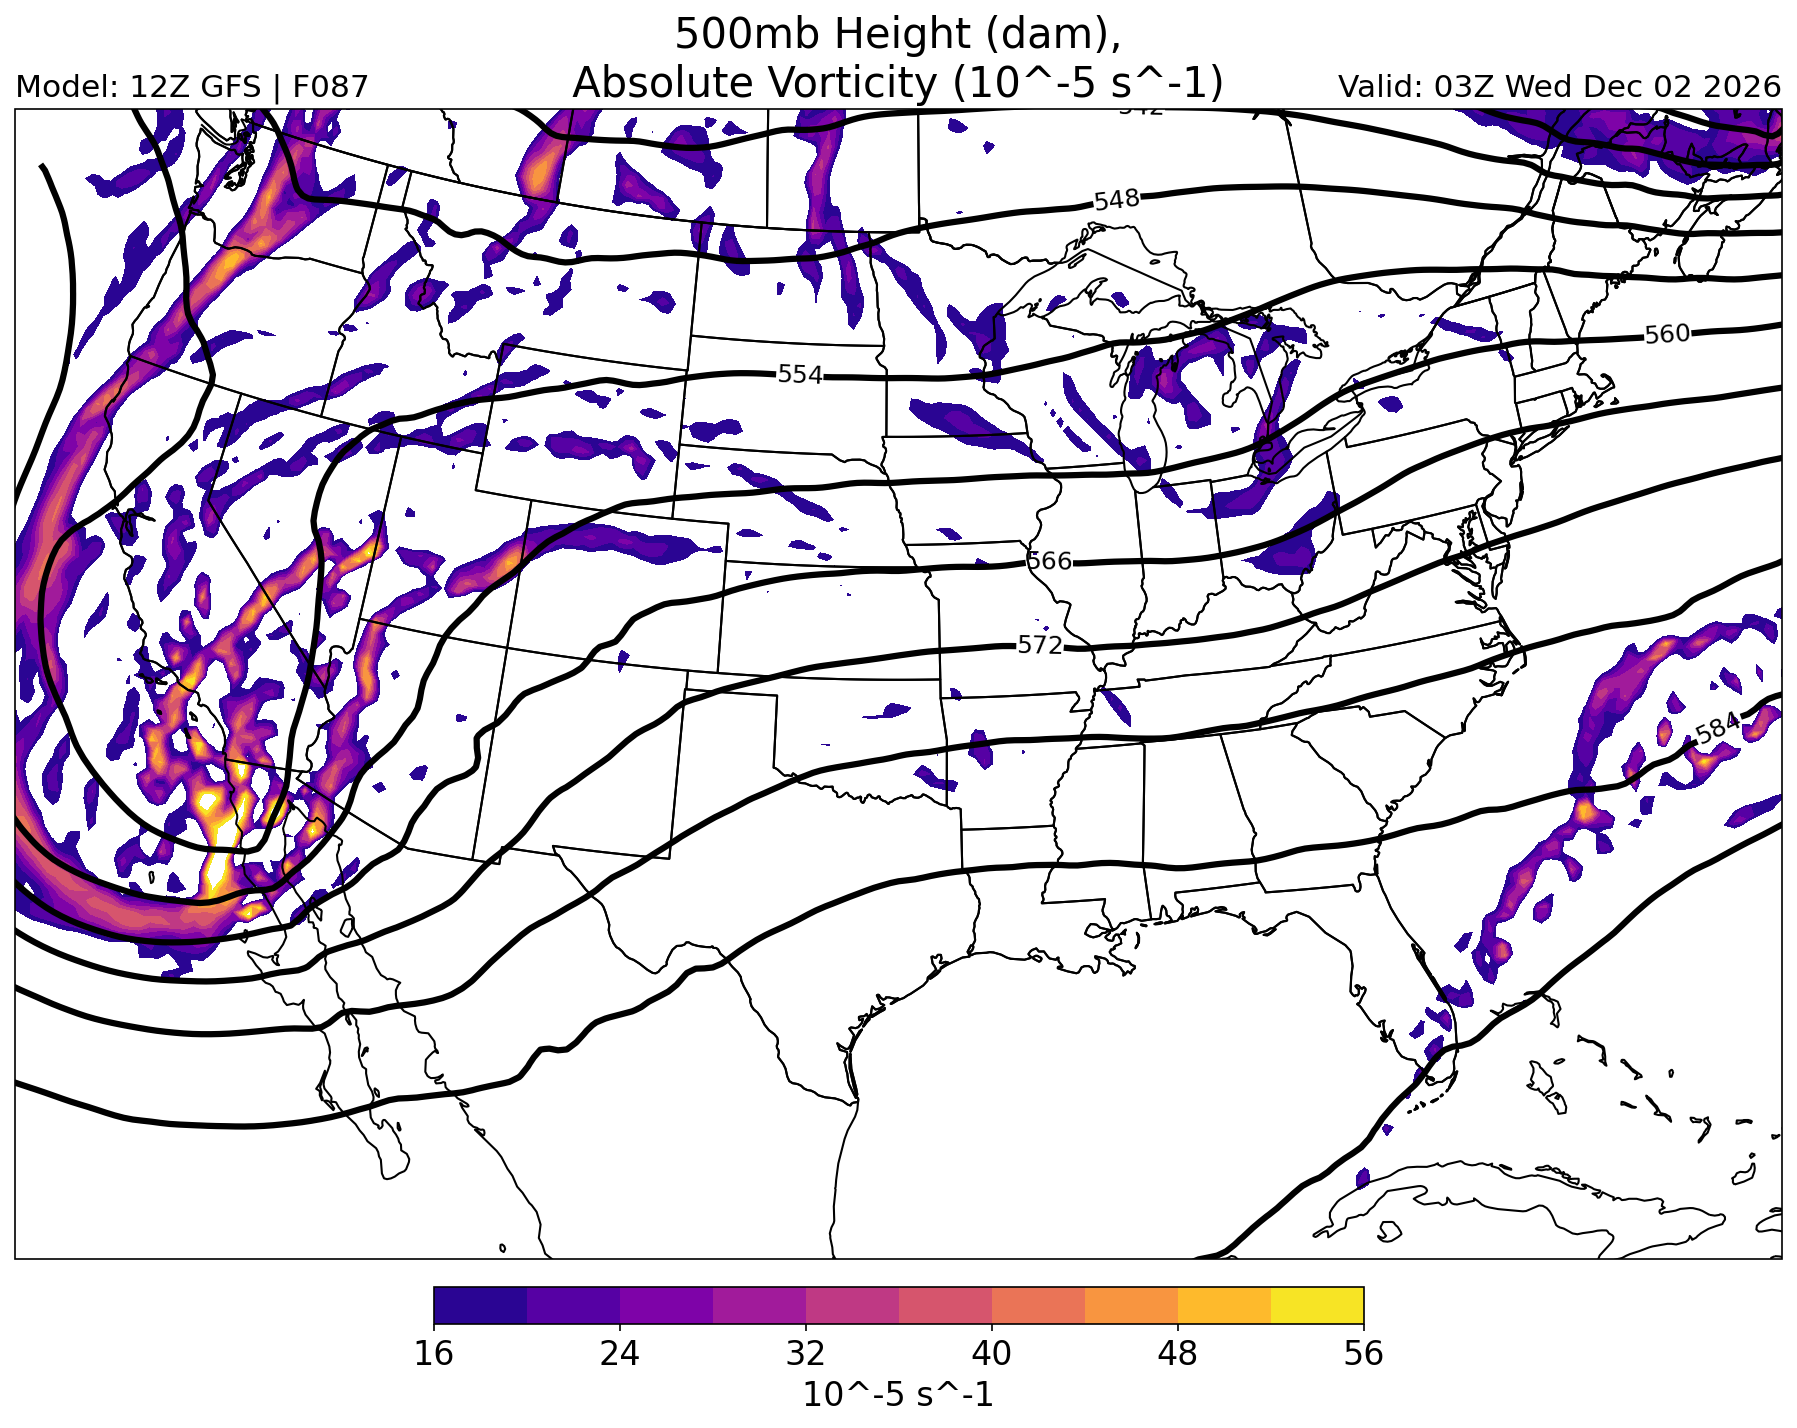 500mb Height (dam),
Absolute Vorticity (10^-5 s^-1)
Model: 12Z GFS | F087
Valid: 03Z Wed Dec 02 2026
542
548
560
554
566
572
584
16 24 32 40 48 56
10^-5 s^-1